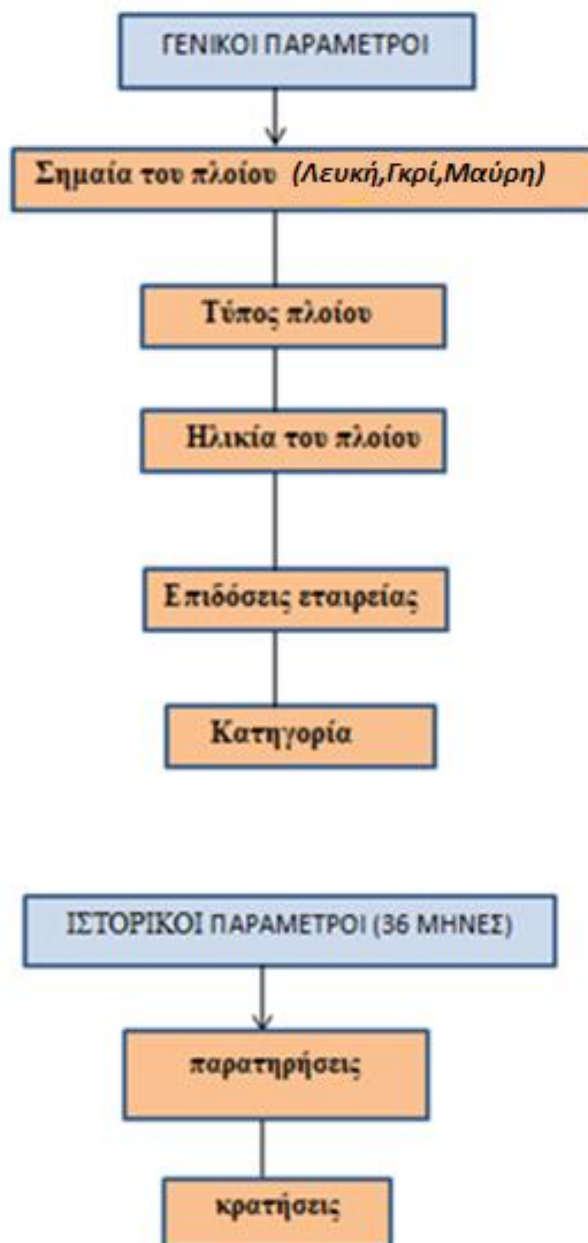 ΓΕΝΙΚΟΙ ΠΑΡΑΜΕΤΡΟΙ
Σημαία του πλοίου (Λευκή,Γκρί,Μαύρη)
Τύπος πλοίου
Ηλικία του πλοίου
Επιδόσεις εταιρείας
Κατηγορία
ΙΣΤΟΡΙΚΟΙ ΠΑΡΑΜΕΤΡΟΙ (36 ΜΗΝΕΣ)
παρατηρήσεις
κρατήσεις